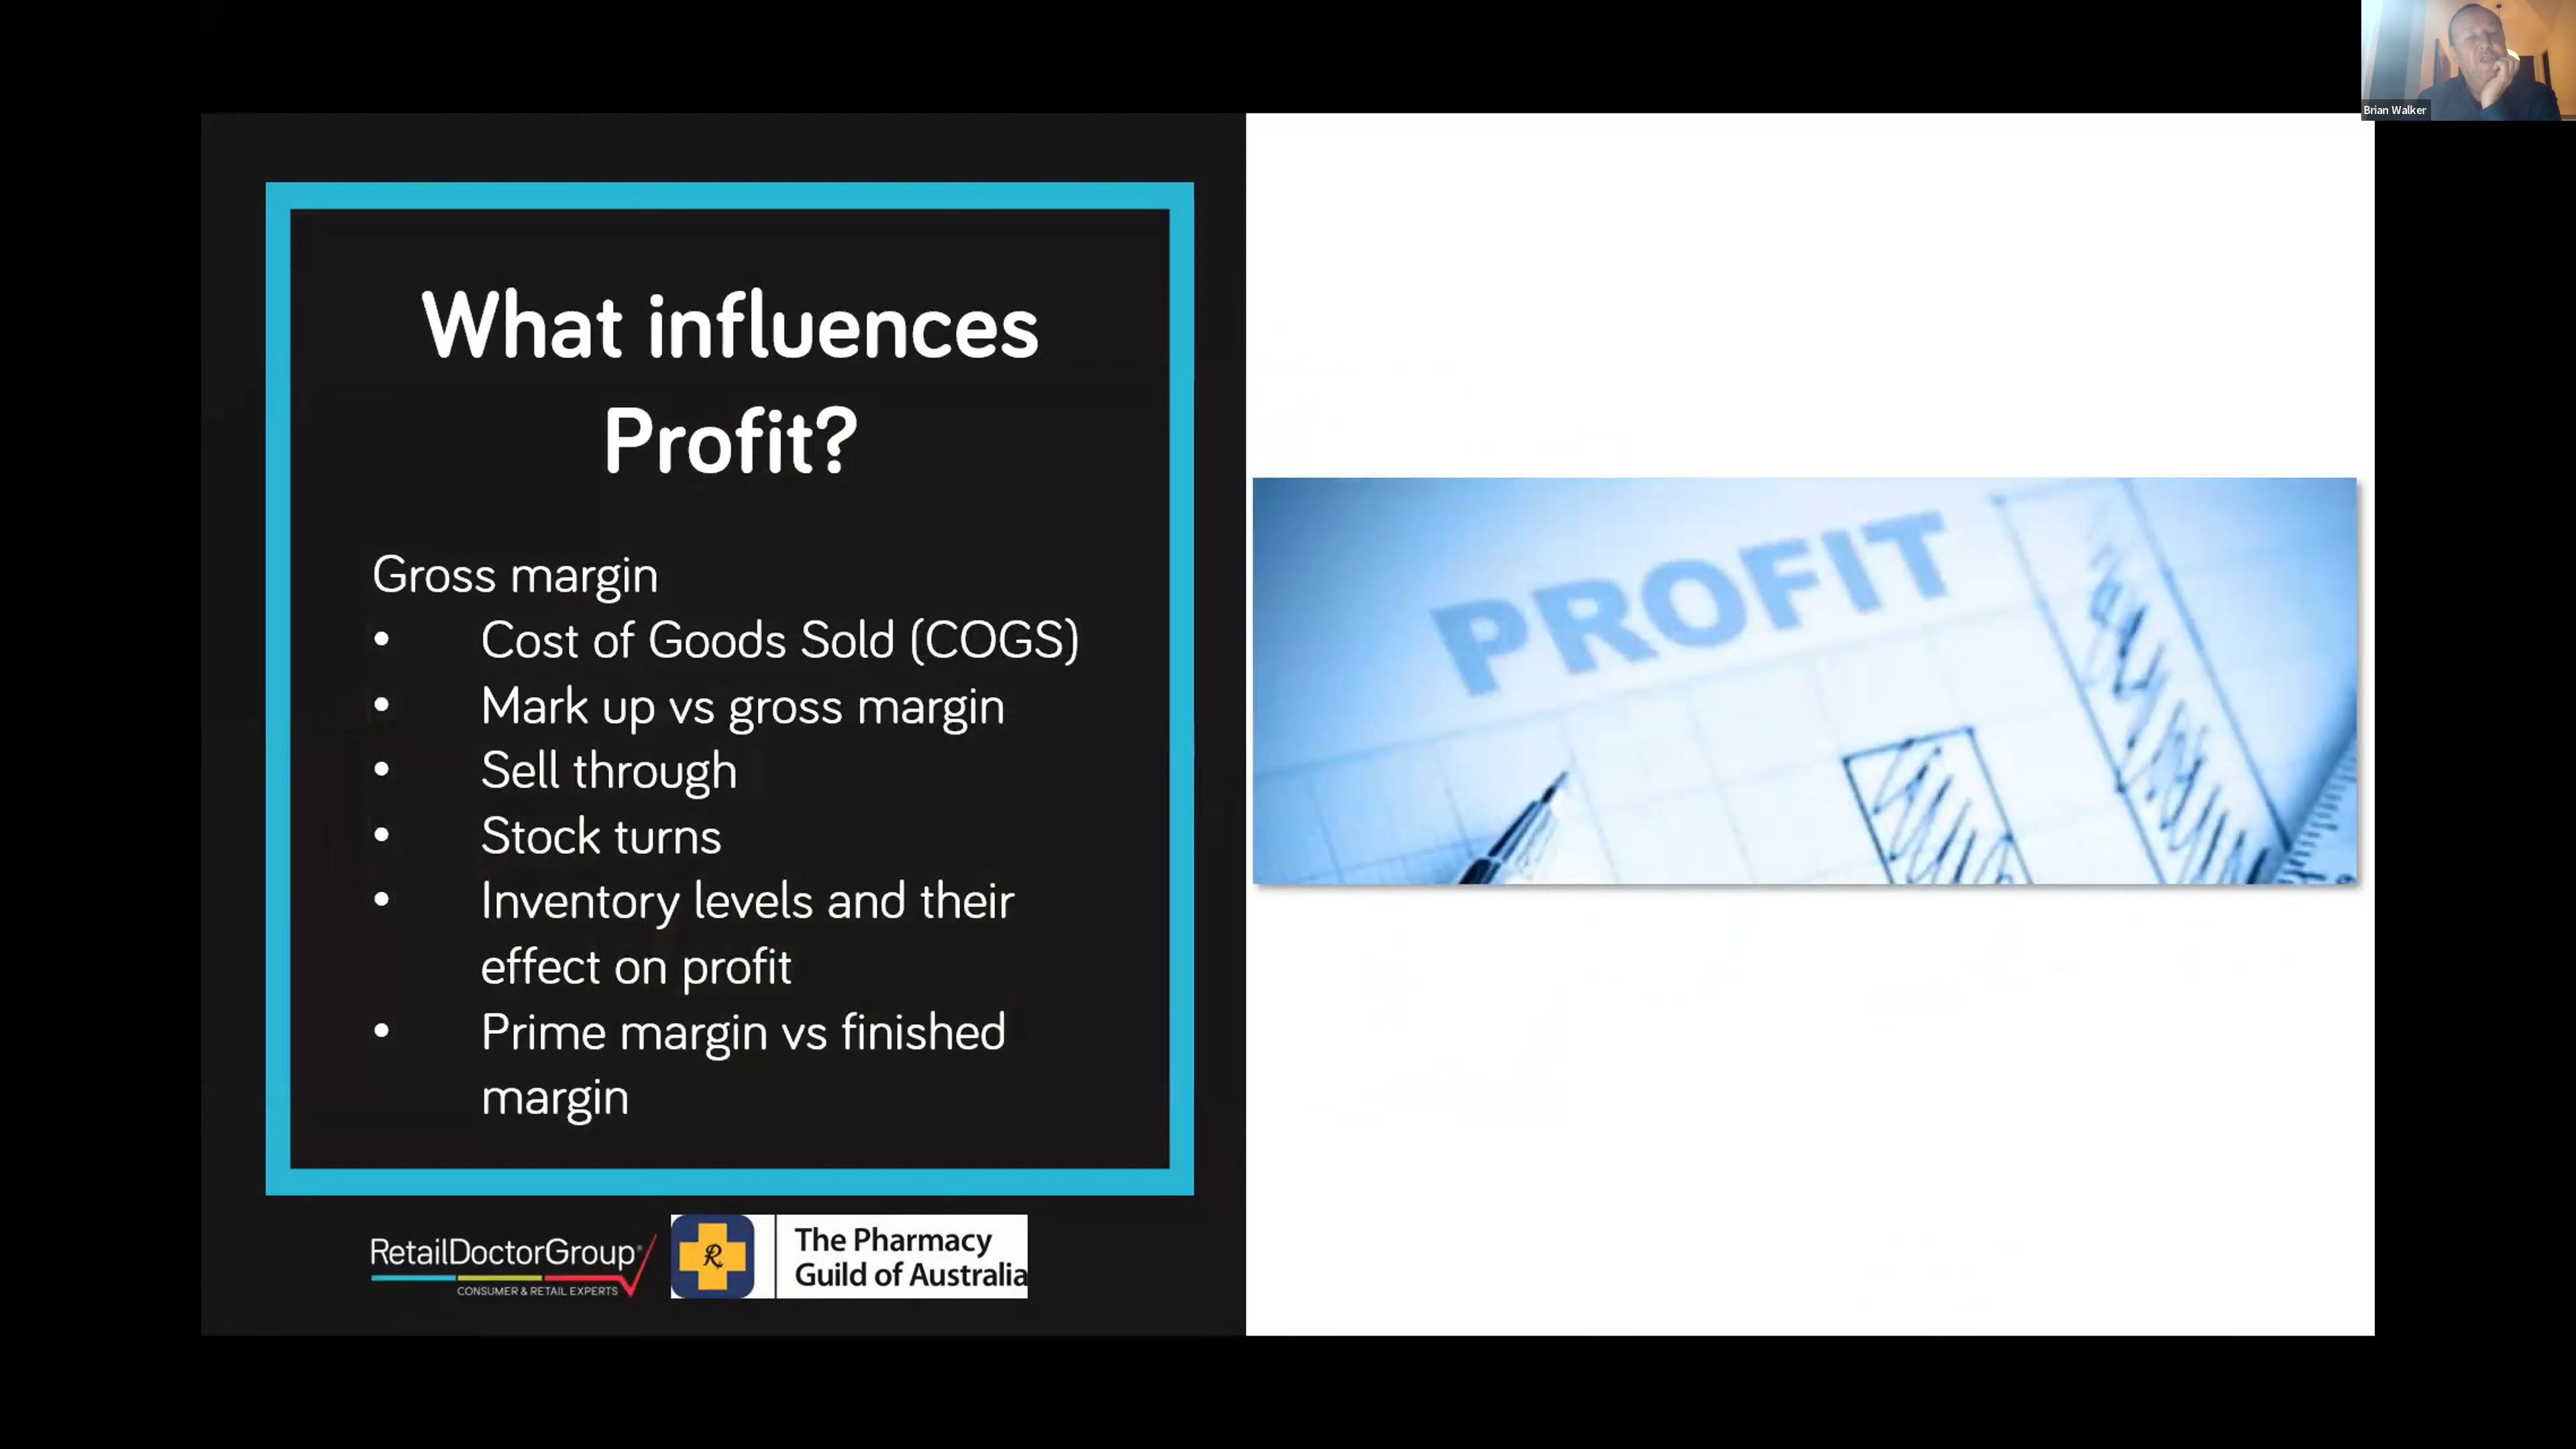 Brian Walker
What influences
Profit?
Gross margin
• Cost of Goods Sold (COGS)
• Mark up vs gross margin
• Sell through
• Stock turns
• Inventory levels and their
effect on profit
• Prime margin vs finished
margin
PROFIT
RetailDoctorGroup®
CONSUMER & RETAIL EXPERTS
The Pharmacy
Guild of Australia